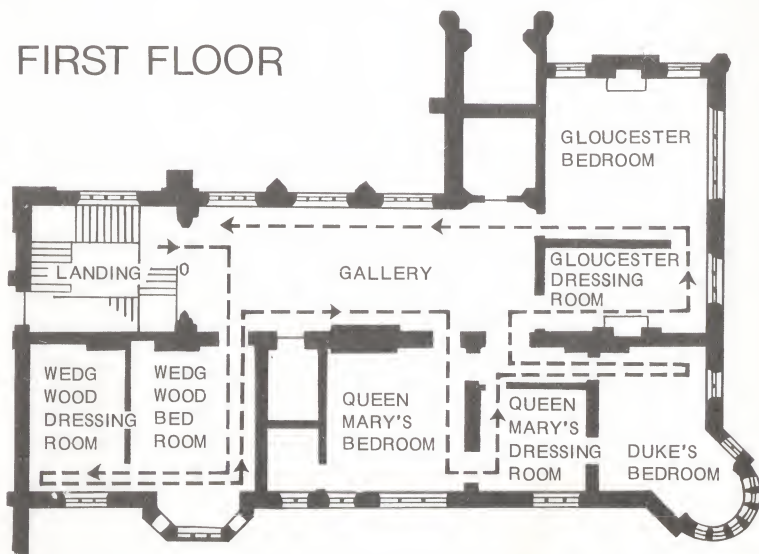 FIRST FLOOR
GLOUCESTER
BEDROOM
LANDING
GALLERY
GLOUCESTER
DRESSING
ROOM
WEDG
WOOD
DRESSING
ROOM
WEDG
WOOD
BED
ROOM
QUEEN
MARY'S
BEDROOM
QUEEN
MARY'S
DRESSING
ROOM
DUKE'S
BEDROOM